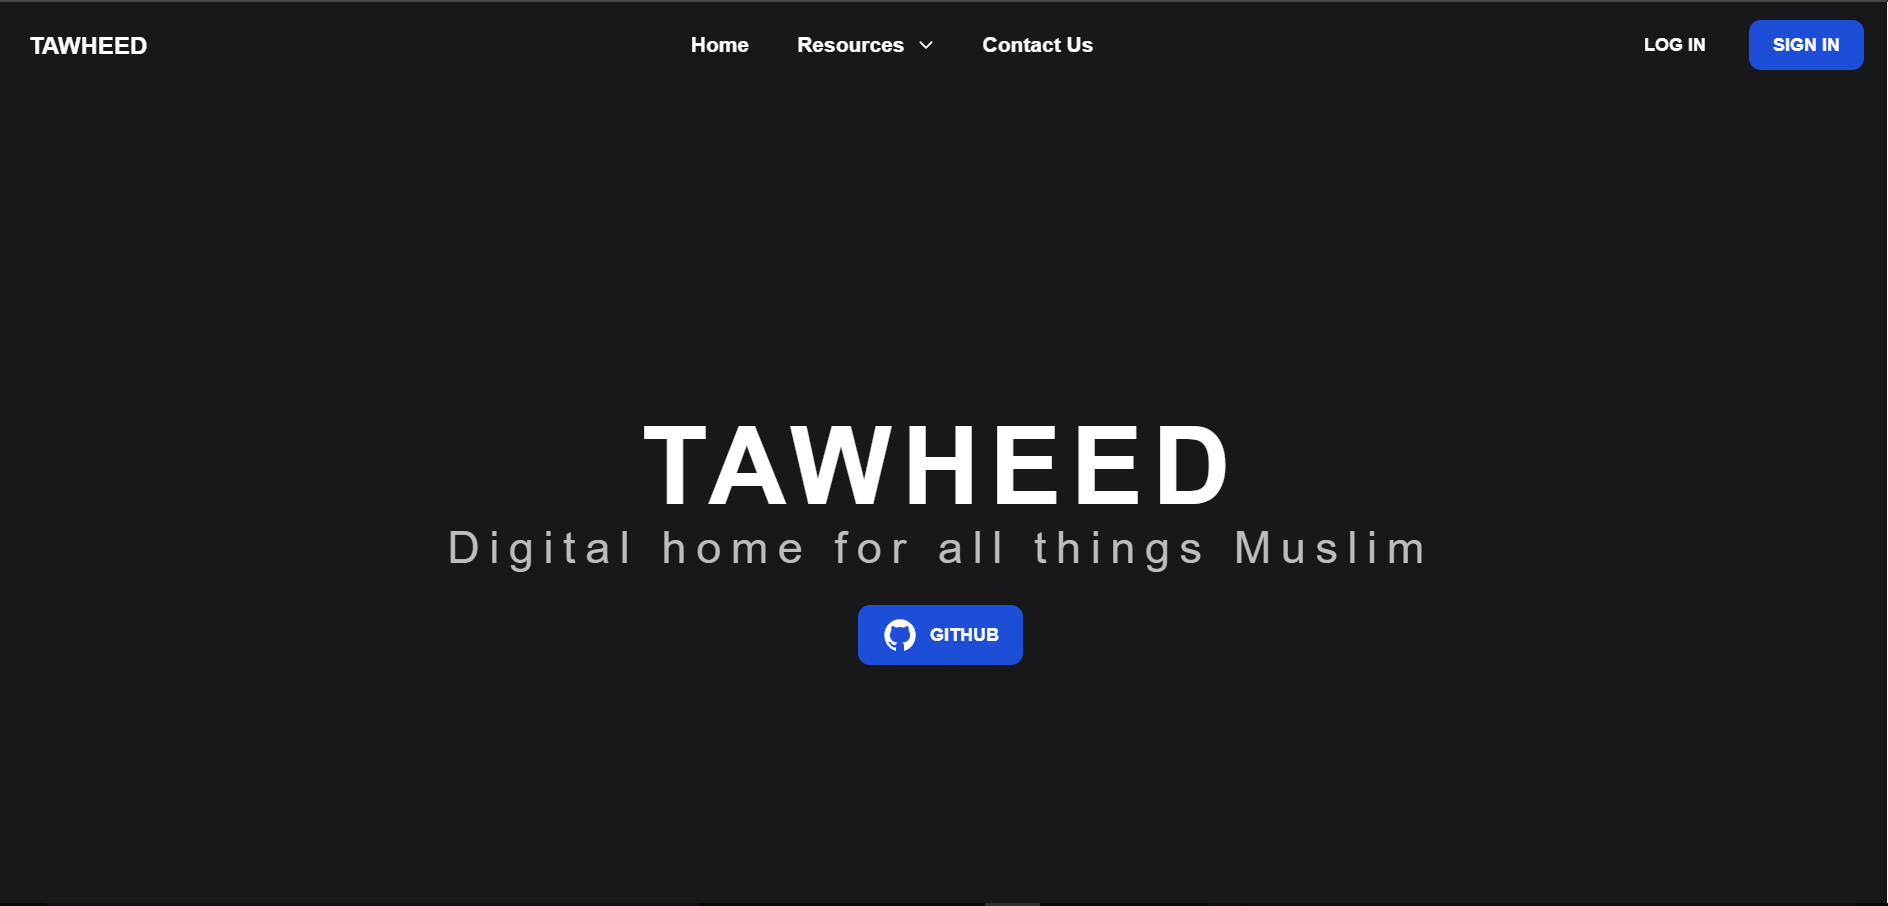 TAWHEED
Home Resources Contact Us
LOG IN SIGN IN
TAWHEED
Digital home for all things Muslim
GITHUB